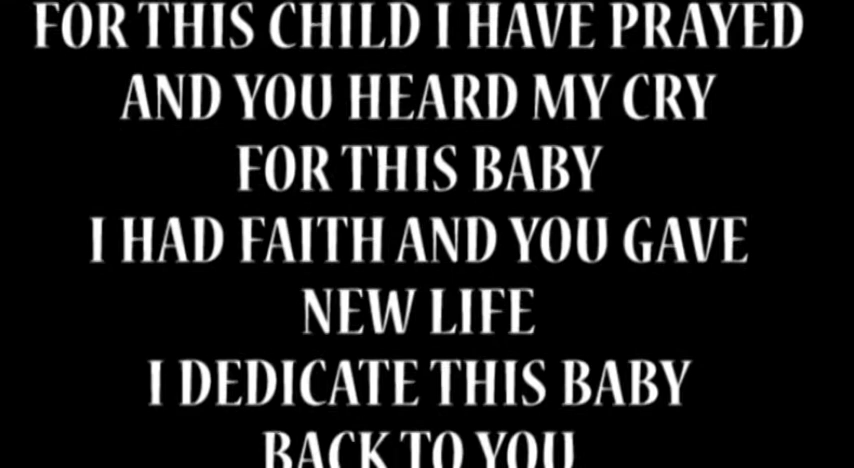 FOR THIS CHILD I HAVE PRAYED
AND YOU HEARD MY CRY
FOR THIS BABY
I HAD FAITH AND YOU GAVE
NEW LIFE
I DEDICATE THIS BABY
BACK TO YOU